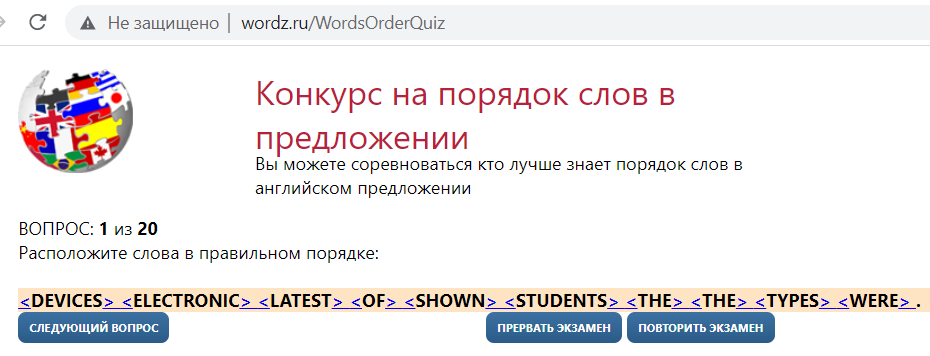 Не защищено | wordz.ru/WordsOrderQuiz
Конкурс на порядок слов в
предложении
Вы можете соревноваться кто лучше знает порядок слов в
английском предложении
ВОПРОС: 1 из 20
Расположите слова в правильном порядке:
<DEVICES> <ELECTRONIC> <LATEST> <OF> <SHOWN> <STUDENTS> <THE> <THE> <TYPES> <WERE> .
СЛЕДУЮЩИЙ ВОПРОС ПРЕРВАТЬ ЭКЗАМЕН ПОВТОРИТЬ ЭКЗАМЕН